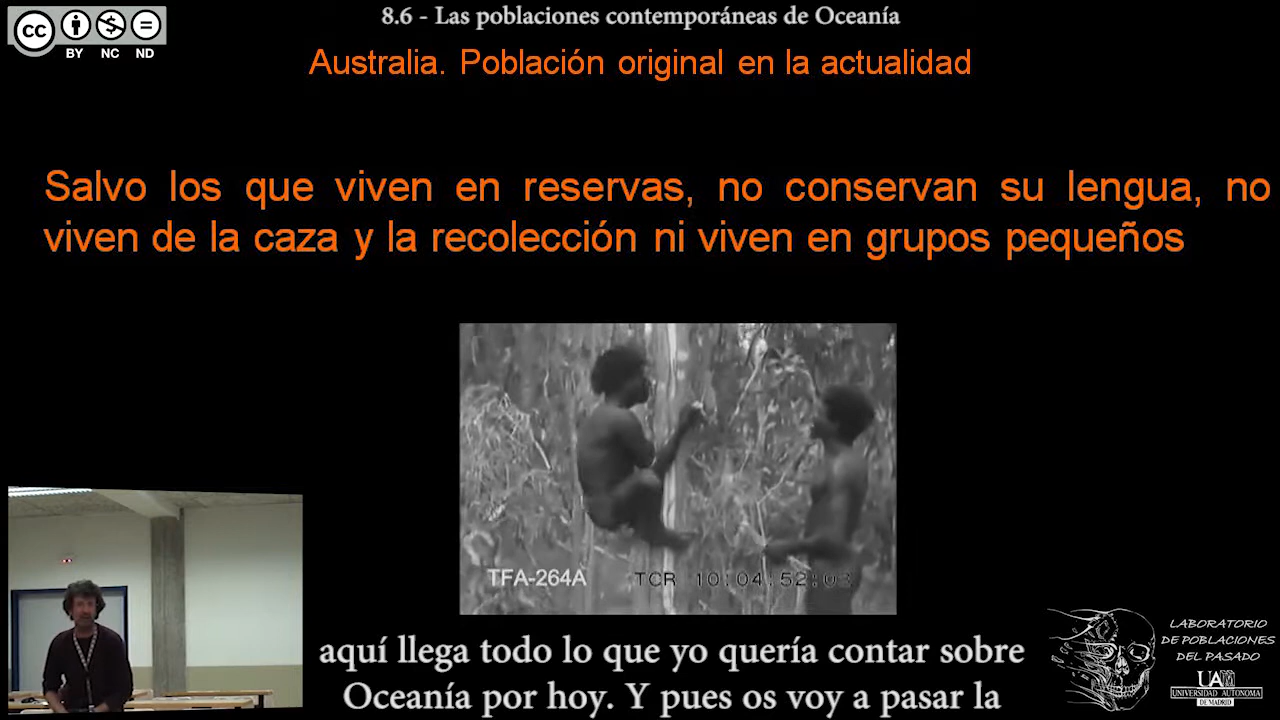 8.6 - Las poblaciones contemporáneas de Oceanía
BY NC ND
Australia. Población original en la actualidad
Salvo los que viven en reservas, no conservan su lengua, no
viven de la caza y la recolección ni viven en grupos pequeños
TFA-264A TCR 10:04:52:03
aquí llega todo lo que yo quería contar sobre
Oceanía por hoy. Y pues os voy a pasar la
LABORATORIO
DE POBLACIONES
DEL PASADO
UAM
UNIVERSIDAD AUTONOMA
DE MADRID